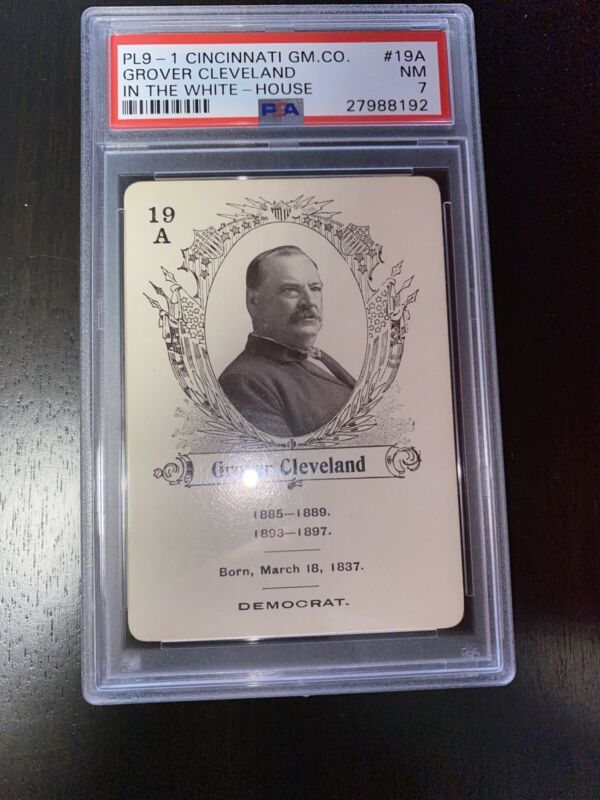 PL9-1 CINCINNATI GM.CO. #19A
GROVER CLEVELAND NM
IN THE WHITE-HOUSE 7
PSA 27988192
19
A
Grover Cleveland
1885—1889.
1893—1897.
Born, March 18, 1837.
DEMOCRAT.